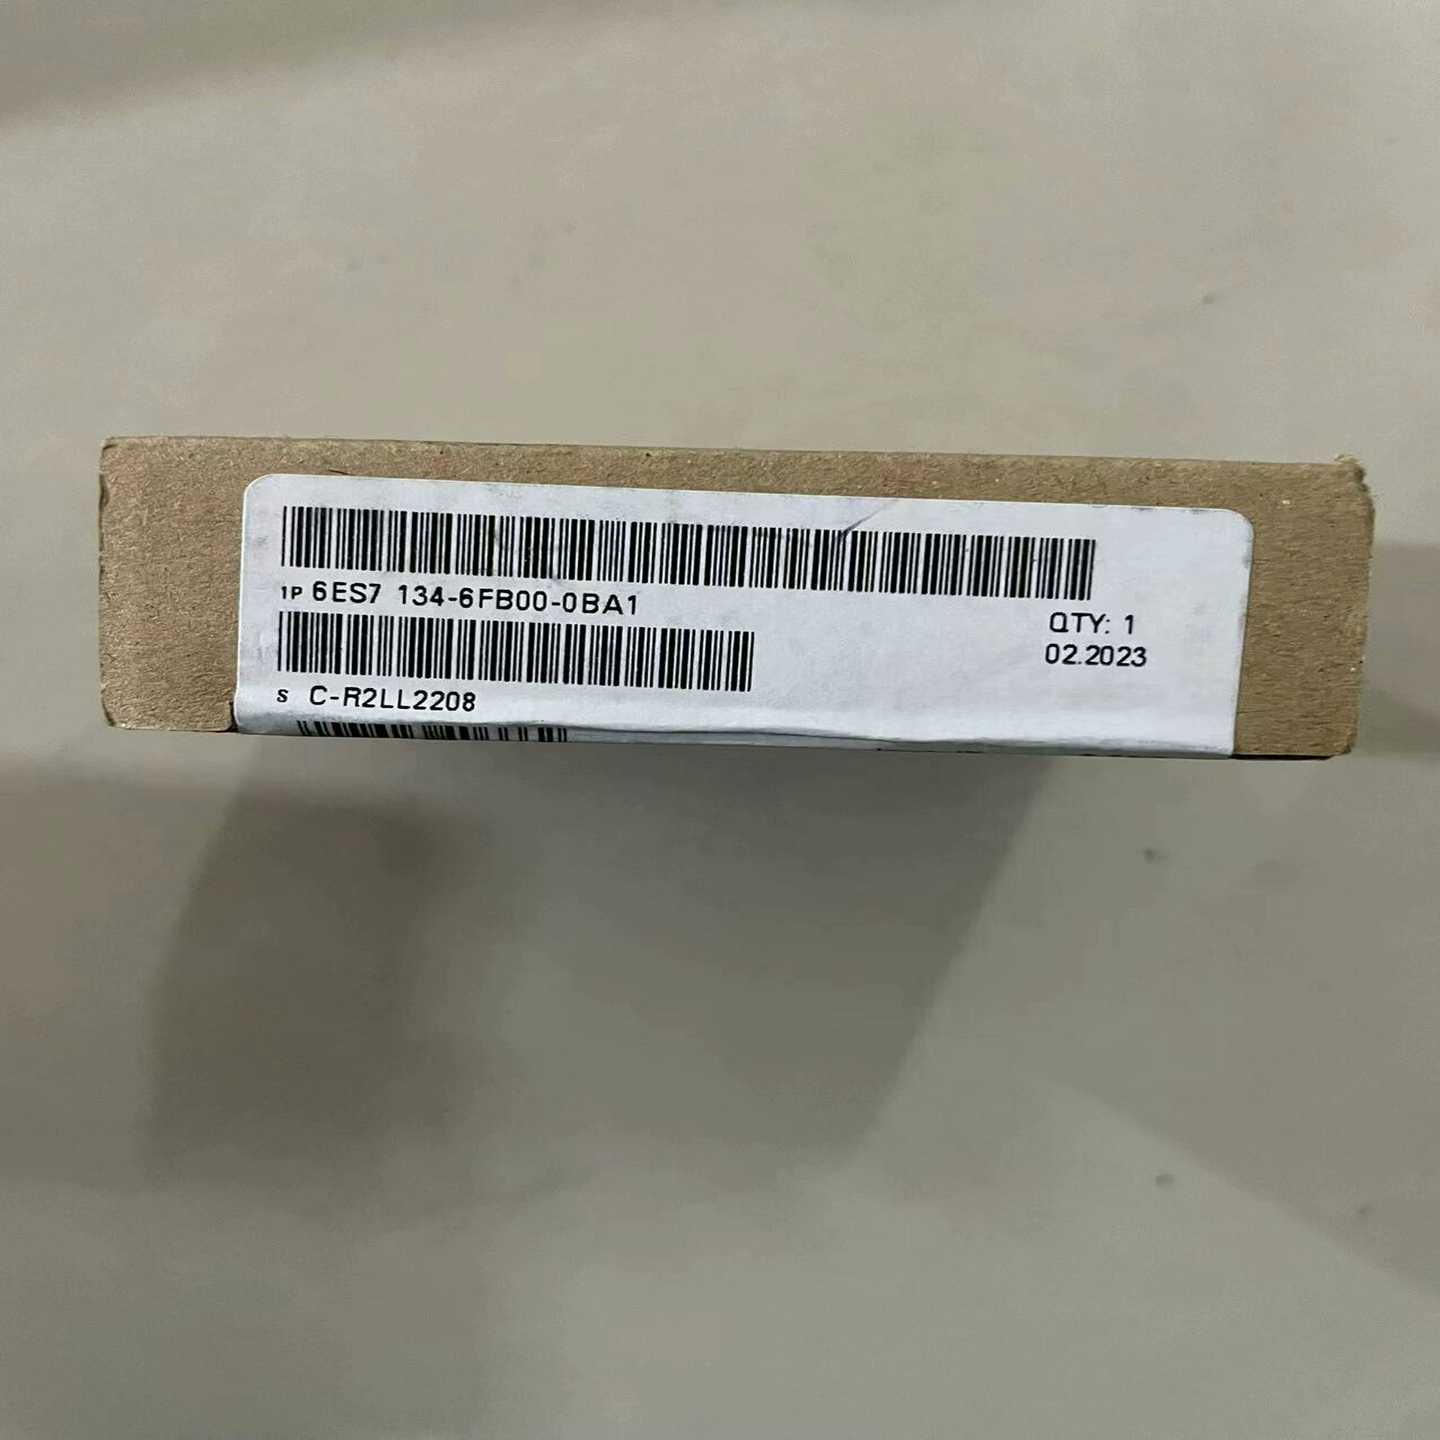 1P 6ES7 134-6FB00-0BA1
QTY: 1
02.2023
S C-R2LL2208